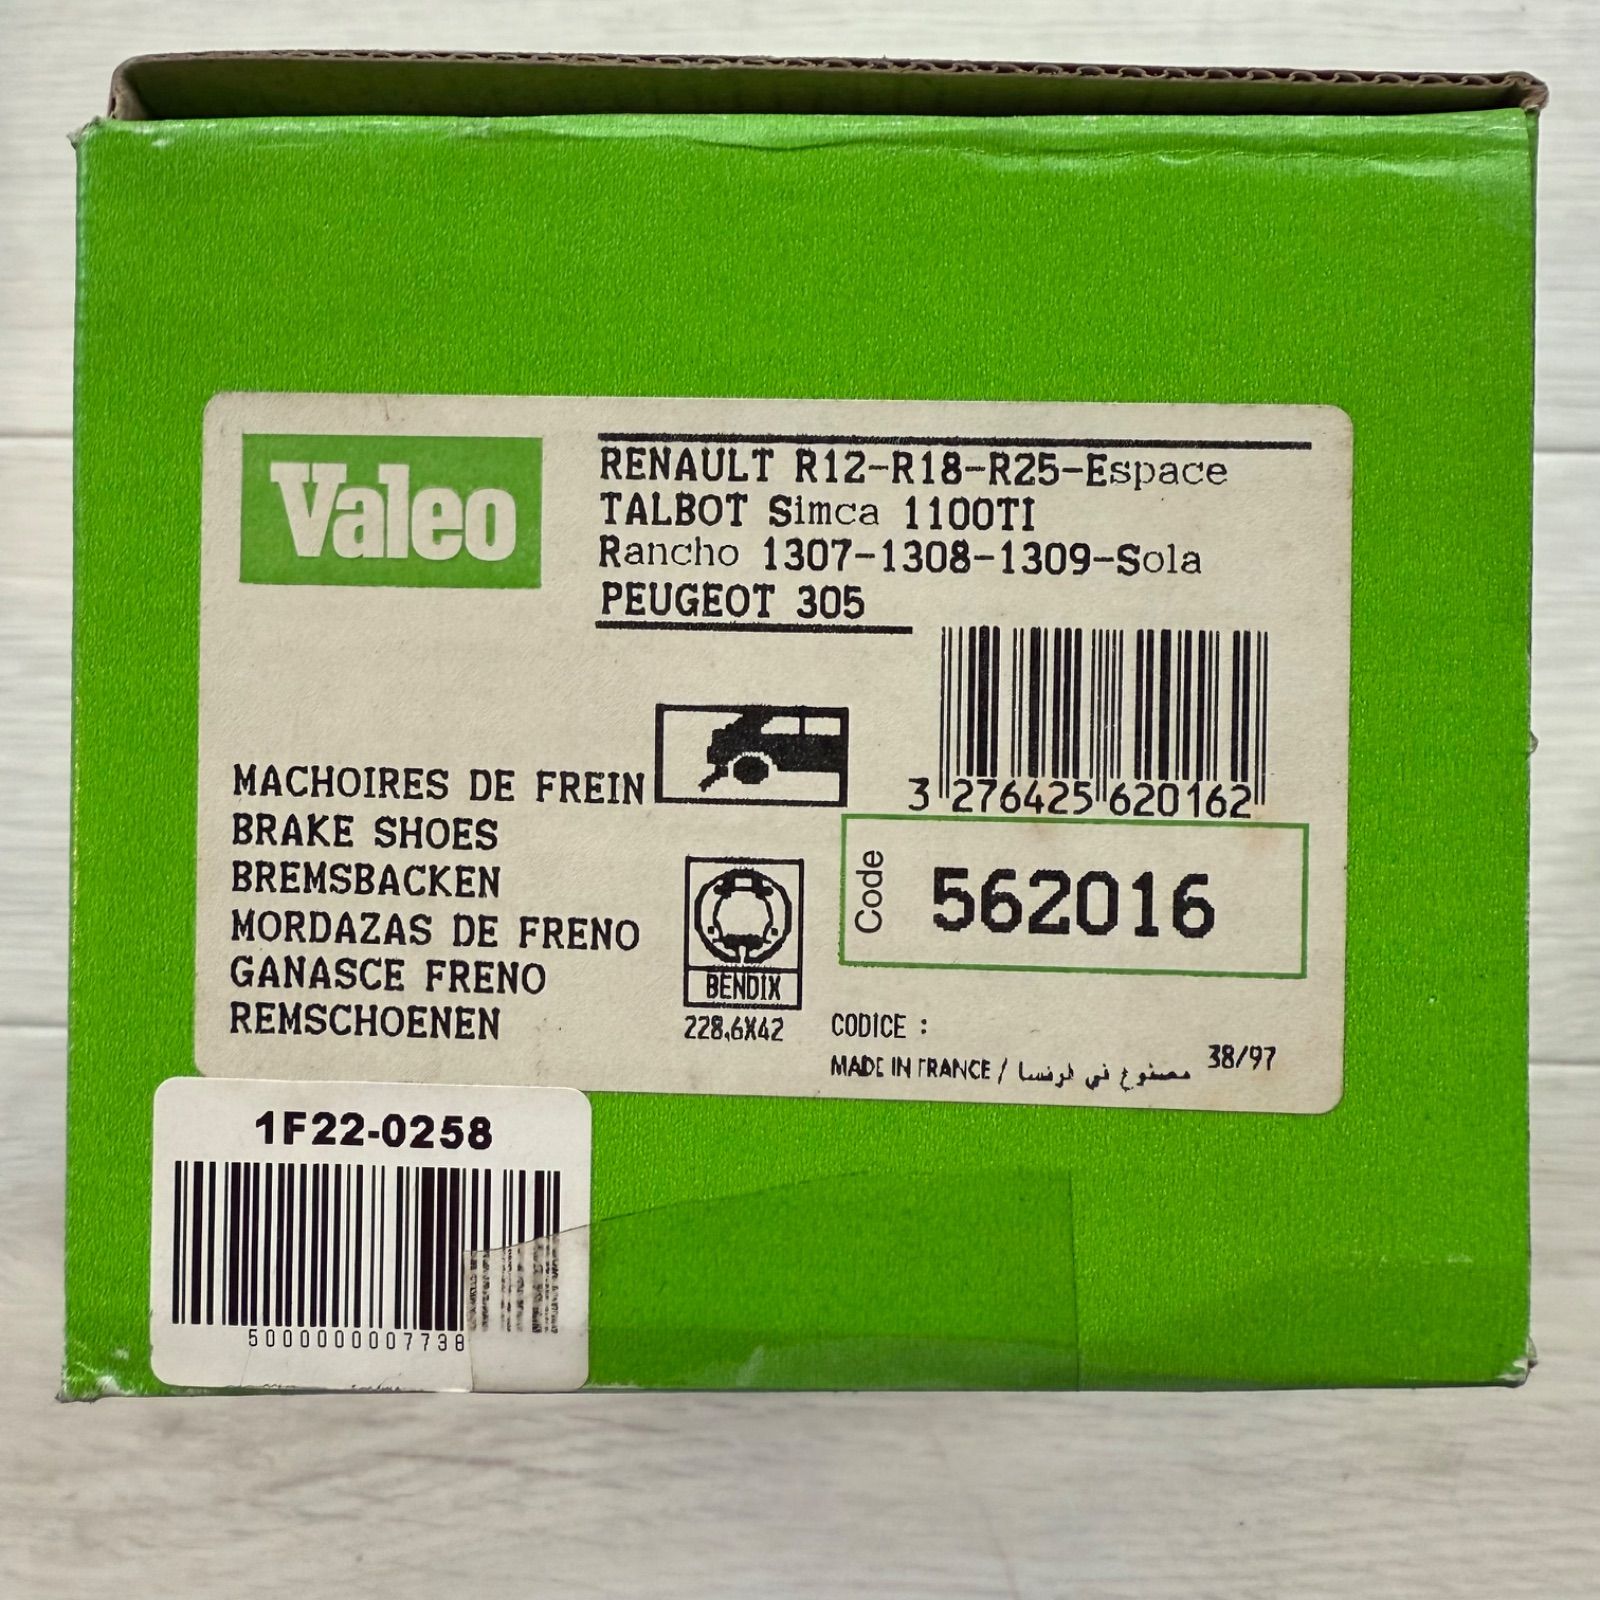 Valeo
RENAULT R12-R18-R25-Espace
TALBOT Simca 1100TI
Rancho 1307-1308-1309-Sola
PEUGEOT 305
3 276425 620162
MACHOIRES DE FREIN
BRAKE SHOES
BREMSBACKEN
MORDAZAS DE FRENO
GANASCE FRENO
REMSCHOENEN
BENDIX
228,6X42
Code
562016
CODICE :
MADE IN FRANCE / مصنوع في فرنسا 38/97
1F22-0258
5000000007738